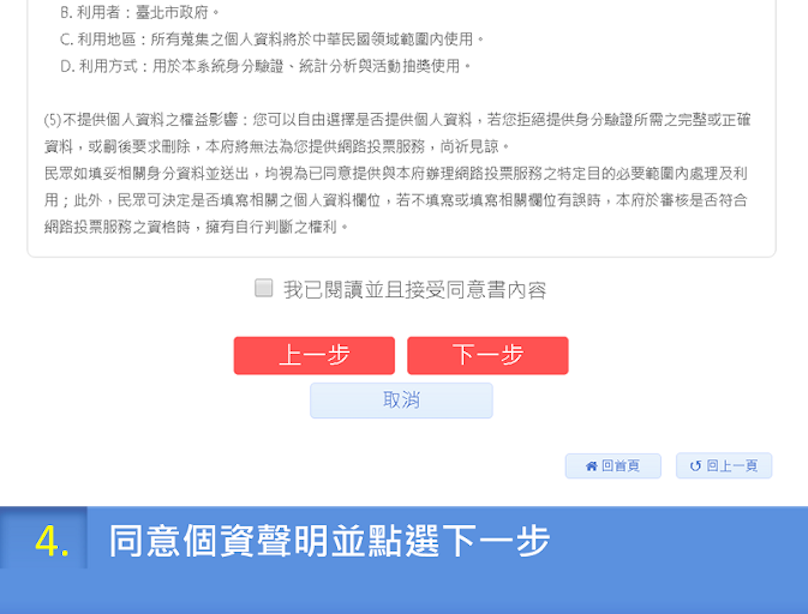 B. 利用者：臺北市政府。
C. 利用地區：所有蒐集之個人資料將於中華民國領域範圍內使用。
D. 利用方式：用於本系統身分驗證、統計分析與活動抽獎使用。
(5)不提供個人資料之權益影響：您可以自由選擇是否提供個人資料，若您拒絕提供身分驗證所需之完整或正確
資料，或嗣後要求刪除，本府將無法為您提供網路投票服務，尚祈見諒。
民眾如填妥相關身分資料並送出，均視為已同意提供與本府辦理網路投票服務之特定目的必要範圍內處理及利
用；此外，民眾可決定是否填寫相關之個人資料欄位，若不填寫或填寫相關欄位有誤時，本府於審核是否符合
網路投票服務之資格時，擁有自行判斷之權利。
我已閱讀並且接受同意書內容
上一步 下一步
取消
回首頁 回上一頁
4. 同意個資聲明並點選下一步